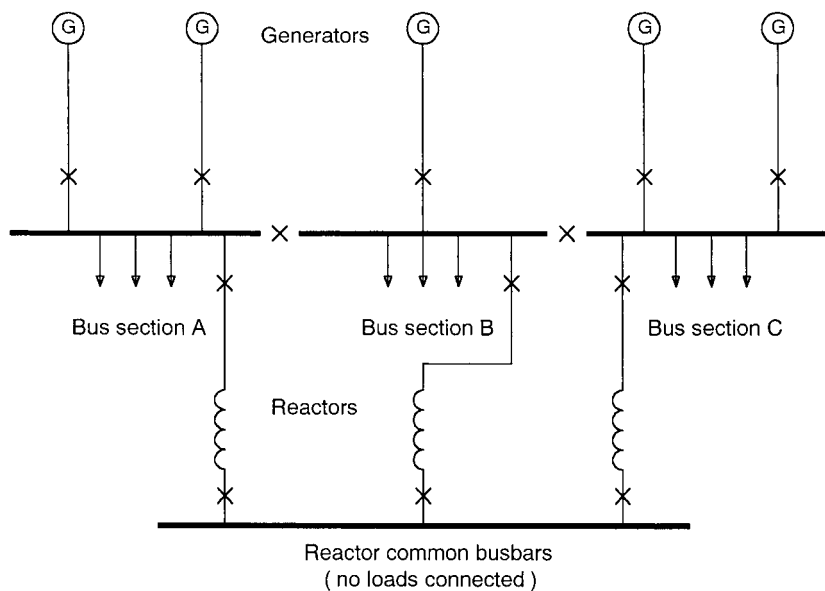 G G Generators G G G
Bus section A Bus section B Bus section C
Reactors
Reactor common busbars
( no loads connected )